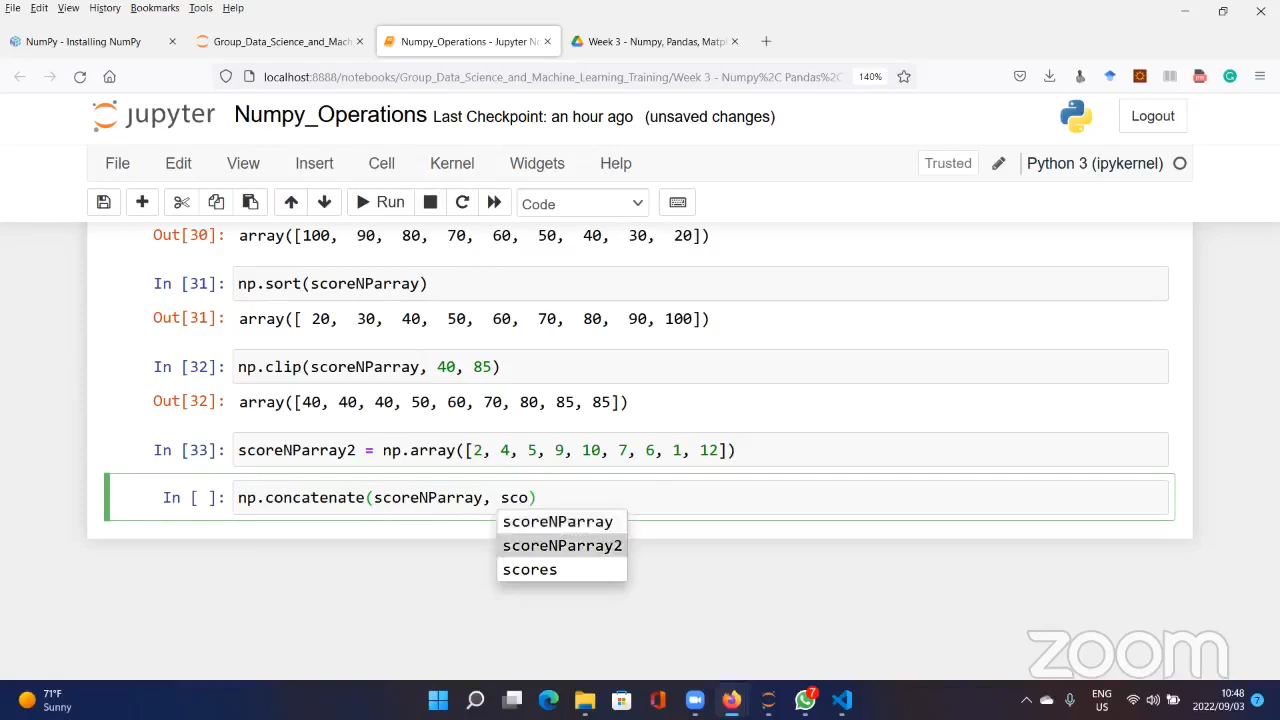 File Edit View History Bookmarks Tools Help
NumPy - Installing NumPy
Group_Data_Science_and_Mach
Numpy_Operations - Jupyter No
Week 3 - Numpy, Pandas, Matpl
localhost:8888/notebooks/Group_Data_Science_and_Machine_Learning_Training/Week 3 - Numpy%2C Pandas%2C 140%
jupyter Numpy_Operations Last Checkpoint: an hour ago (unsaved changes) Logout
File Edit View Insert Cell Kernel Widgets Help Trusted Python 3 (ipykernel)
Run Code
Out[30]: array([100, 90, 80, 70, 60, 50, 40, 30, 20])
In [31]: np.sort(scoreNParray)
Out[31]: array([ 20, 30, 40, 50, 60, 70, 80, 90, 100])
In [32]: np.clip(scoreNParray, 40, 85)
Out[32]: array([40, 40, 40, 50, 60, 70, 80, 85, 85])
In [33]: scoreNParray2 = np.array([2, 4, 5, 9, 10, 7, 6, 1, 12])
In [ ]: np.concatenate(scoreNParray, sco)
scoreNParray
scoreNParray2
scores
zoom
71°F
Sunny
7
ENG
US
10:48
2022/09/03
7